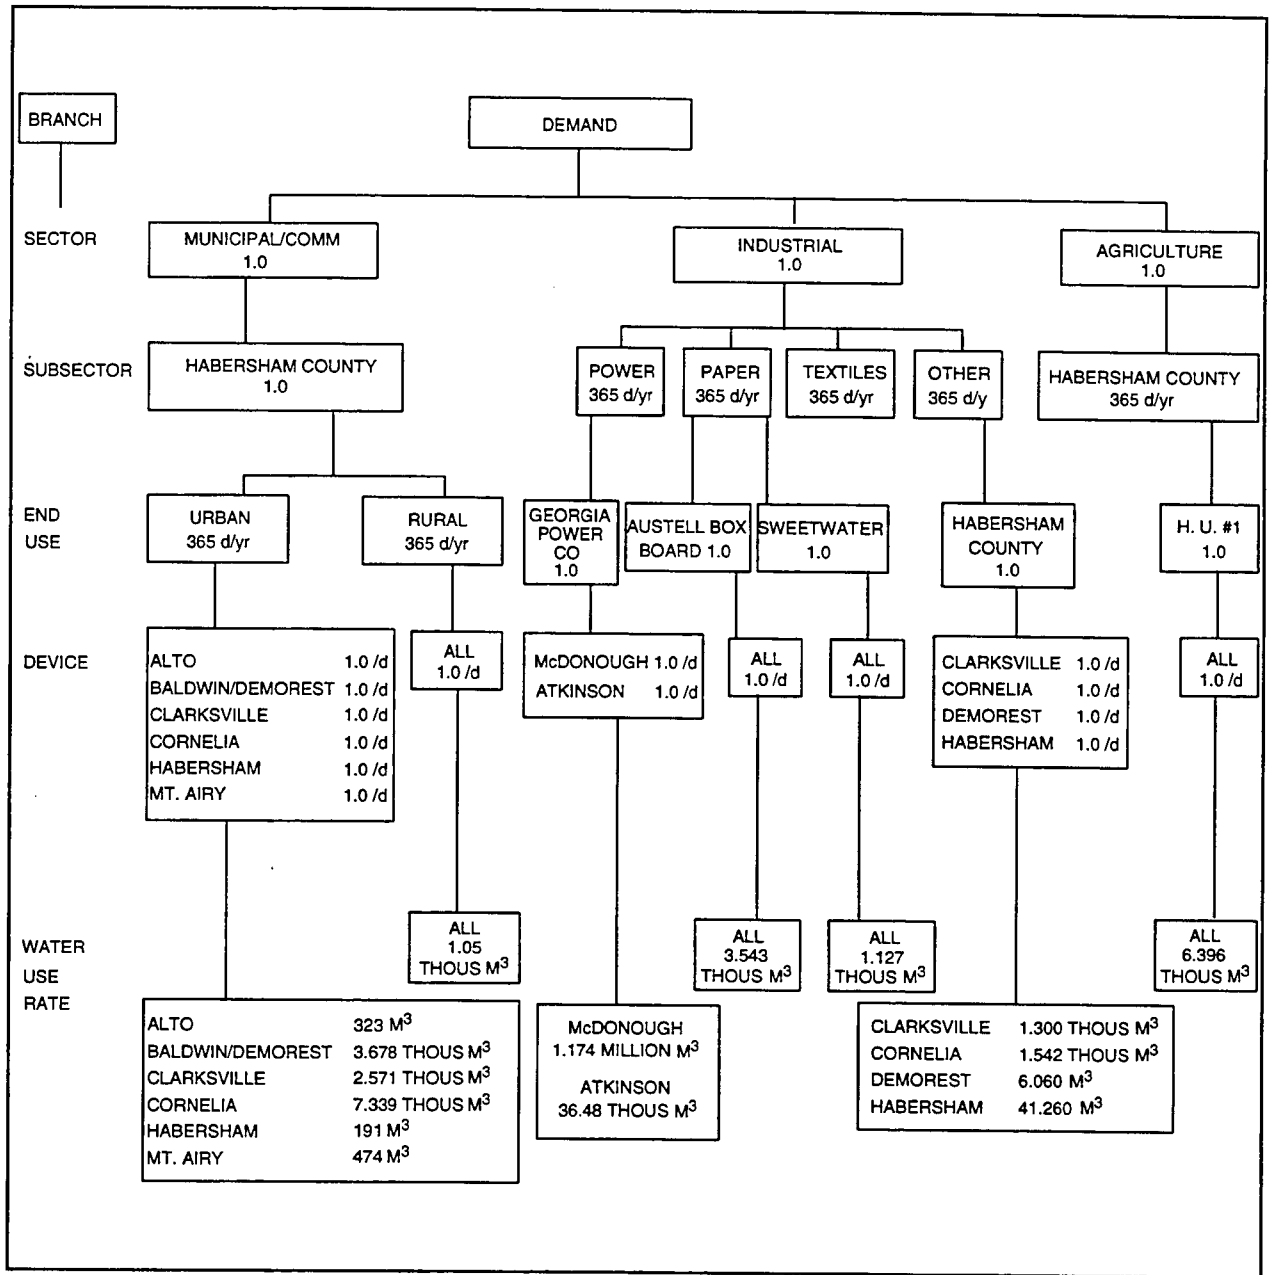 BRANCH
DEMAND
SECTOR
MUNICIPAL/COMM
1.0
INDUSTRIAL
1.0
AGRICULTURE
1.0
SUBSECTOR
HABERSHAM COUNTY
1.0
POWER
365 d/yr
PAPER
365 d/yr
TEXTILES
365 d/yr
OTHER
365 d/y
HABERSHAM COUNTY
365 d/yr
END
USE
URBAN
365 d/yr
RURAL
365 d/yr
GEORGIA
POWER
CO
1.0
AUSTELL BOX
BOARD 1.0
SWEETWATER
1.0
HABERSHAM
COUNTY
1.0
H. U. #1
1.0
DEVICE
ALTO 1.0 /d
BALDWIN/DEMOREST 1.0 /d
CLARKSVILLE 1.0 /d
CORNELIA 1.0 /d
HABERSHAM 1.0 /d
MT. AIRY 1.0 /d
ALL
1.0 /d
McDONOUGH 1.0 /d
ATKINSON 1.0 /d
ALL
1.0 /d
ALL
1.0 /d
CLARKSVILLE 1.0 /d
CORNELIA 1.0 /d
DEMOREST 1.0 /d
HABERSHAM 1.0 /d
ALL
1.0 /d
WATER
USE
RATE
ALL
1.05
THOUS M³
ALL
3.543
THOUS M³
ALL
1.127
THOUS M³
ALL
6.396
THOUS M³
ALTO 323 M³
BALDWIN/DEMOREST 3.678 THOUS M³
CLARKSVILLE 2.571 THOUS M³
CORNELIA 7.339 THOUS M³
HABERSHAM 191 M³
MT. AIRY 474 M³
McDONOUGH
1.174 MILLION M³
ATKINSON
36.48 THOUS M³
CLARKSVILLE 1.300 THOUS M³
CORNELIA 1.542 THOUS M³
DEMOREST 6.060 M³
HABERSHAM 41.260 M³